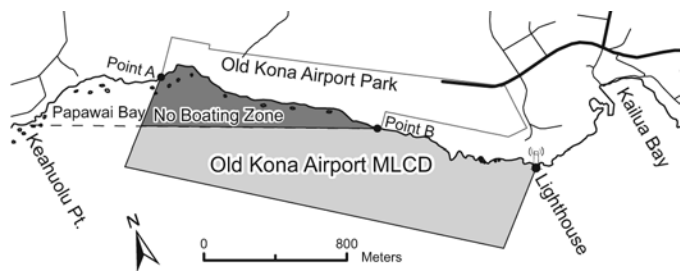 Point A
Old Kona Airport Park
Papawai Bay
No Boating Zone
Point B
Kailua Bay
Old Kona Airport MLCD
Keahuolu Pt.
Lighthouse
N
0 800
Meters